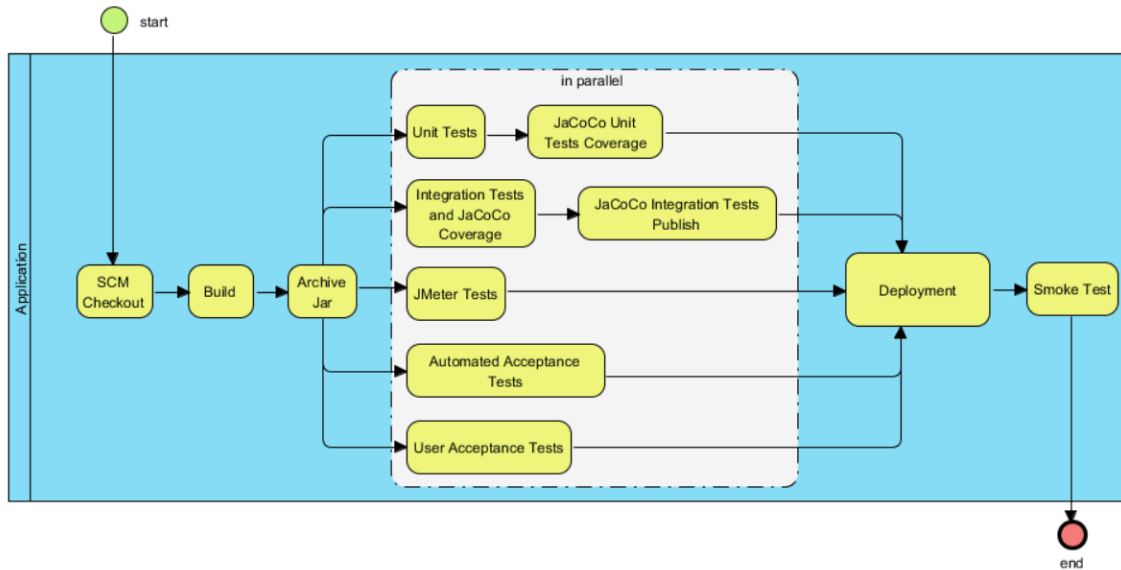 start
in parallel
Unit Tests
JaCoCo Unit
Tests Coverage
Integration Tests
and JaCoCo
Coverage
JaCoCo Integration Tests
Publish
Application
SCM
Checkout
Build
Archive
Jar
JMeter Tests
Deployment
Smoke Test
Automated Acceptance
Tests
User Acceptance Tests
end